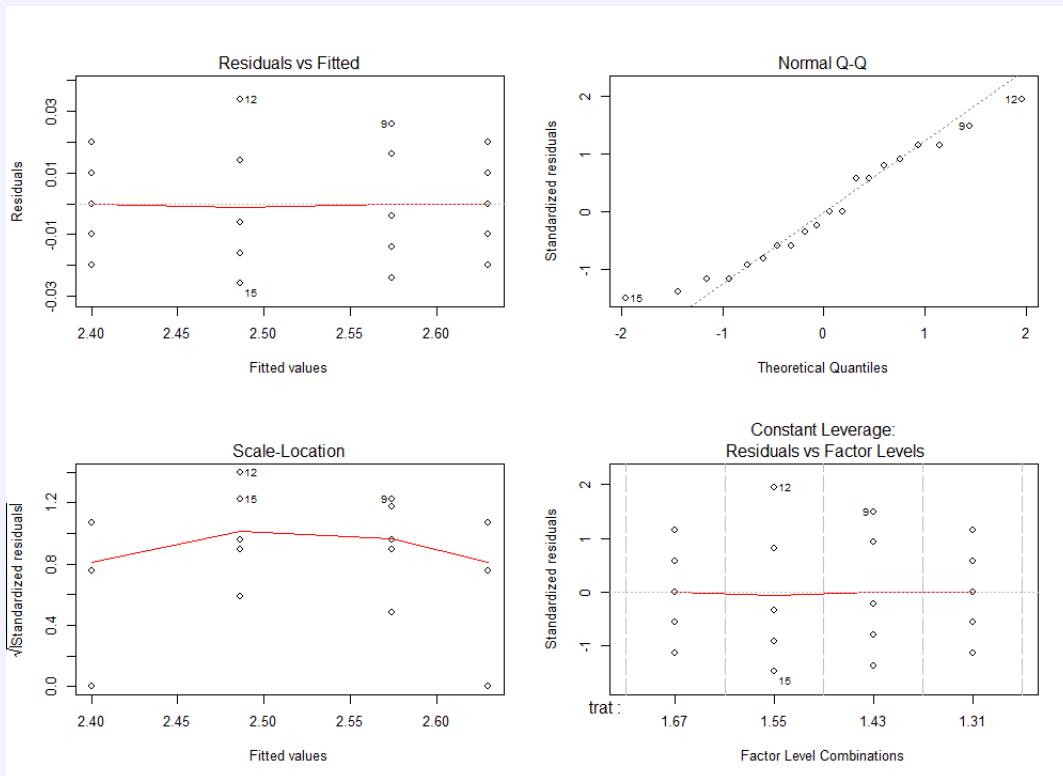 Residuals vs Fitted
Residuals
0.03
0.01
-0.01
-0.03
12
9
15
2.40 2.45 2.50 2.55 2.60
Fitted values
Normal Q-Q
Standardized residuals
2
1
0
-1
12
9
15
-2 -1 0 1 2
Theoretical Quantiles
Scale-Location
√|Standardized residuals|
1.2
0.8
0.4
0.0
12
15 9
2.40 2.45 2.50 2.55 2.60
Fitted values
Constant Leverage:
Residuals vs Factor Levels
Standardized residuals
2
1
0
-1
12
9
15
trat :
1.67 1.55 1.43 1.31
Factor Level Combinations